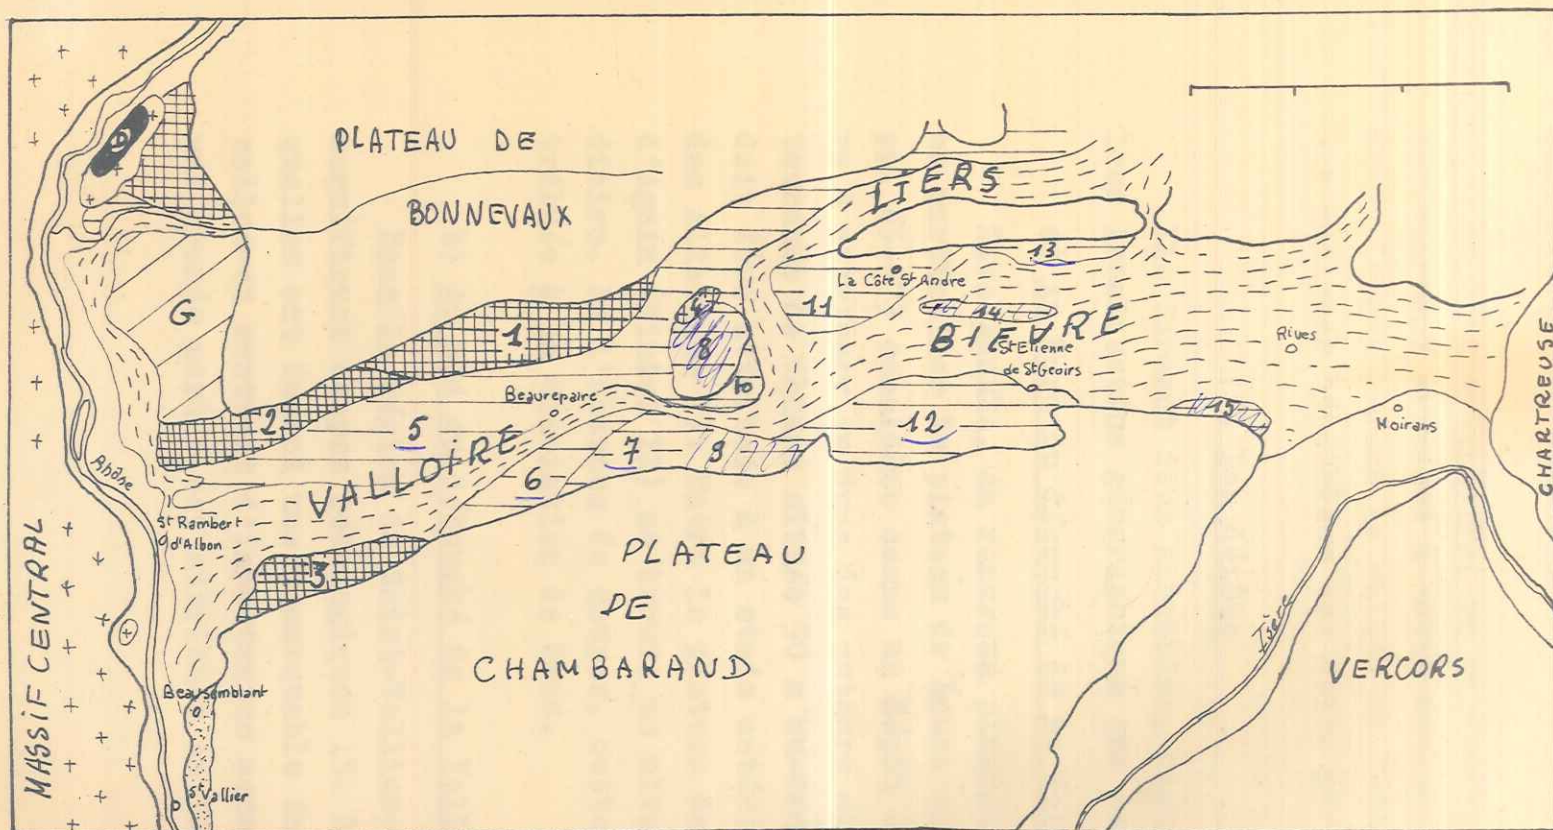 PLATEAU DE
BONNEVAUX
D
G
LIERS
13
La Côte St André
11
14
BIEVRE
St Etienne
de St Geoirs
Rives
1
8
10
Beaurepaire
2
5
VALLOIRE
6
7
9
12
15
Moirans
CHARTREUSE
Rhône
St Rambert
d'Albon
3
PLATEAU
DE
CHAMBARAND
Isère
VERCORS
MASSIF CENTRAL
Beausemblant
St Vallier